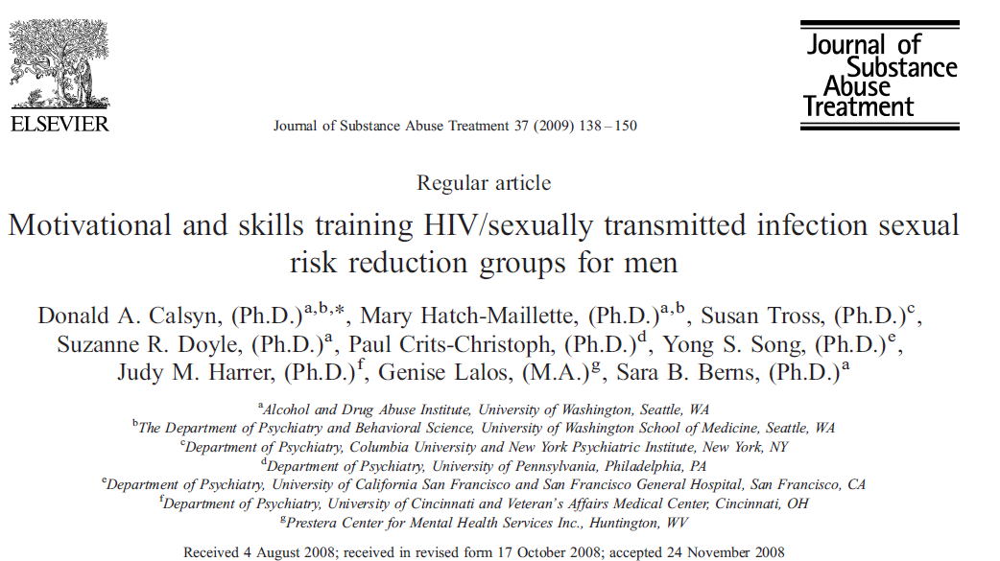 ELSEVIER
Journal of Substance Abuse Treatment 37 (2009) 138–150
Journal of
Substance
Abuse
Treatment
Regular article
Motivational and skills training HIV/sexually transmitted infection sexual
risk reduction groups for men
Donald A. Calsyn, (Ph.D.)a,b,*, Mary Hatch-Maillette, (Ph.D.)a,b, Susan Tross, (Ph.D.)c,
Suzanne R. Doyle, (Ph.D.)a, Paul Crits-Christoph, (Ph.D.)d, Yong S. Song, (Ph.D.)e,
Judy M. Harrer, (Ph.D.)f, Genise Lalos, (M.A.)g, Sara B. Berns, (Ph.D.)a
aAlcohol and Drug Abuse Institute, University of Washington, Seattle, WA
bThe Department of Psychiatry and Behavioral Science, University of Washington School of Medicine, Seattle, WA
cDepartment of Psychiatry, Columbia University and New York Psychiatric Institute, New York, NY
dDepartment of Psychiatry, University of Pennsylvania, Philadelphia, PA
eDepartment of Psychiatry, University of California San Francisco and San Francisco General Hospital, San Francisco, CA
fDepartment of Psychiatry, University of Cincinnati and Veteran's Affairs Medical Center, Cincinnati, OH
gPrestera Center for Mental Health Services Inc., Huntington, WV
Received 4 August 2008; received in revised form 17 October 2008; accepted 24 November 2008